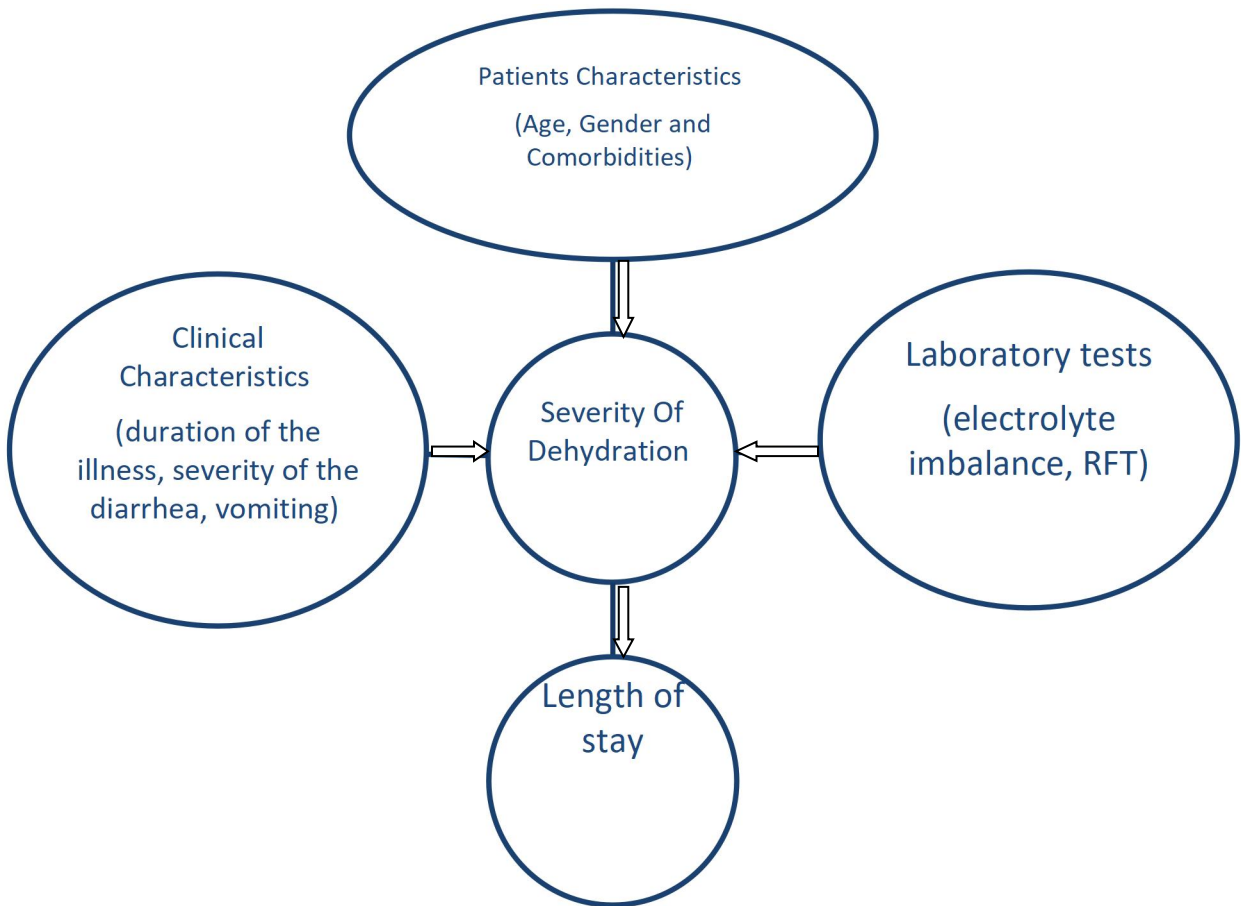 Patients Characteristics
(Age, Gender and
Comorbidities)
Clinical
Characteristics
(duration of the
illness, severity of the
diarrhea, vomiting)
Severity Of
Dehydration
Laboratory tests
(electrolyte
imbalance, RFT)
Length of
stay